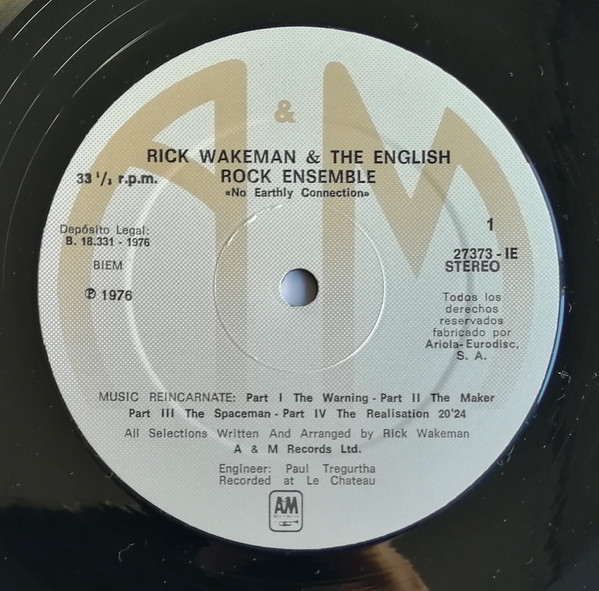 A & M
RICK WAKEMAN & THE ENGLISH
ROCK ENSEMBLE
«No Earthly Connection»
33 1/3 r.p.m.
Depósito Legal:
B. 18.331 - 1976
BIEM
℗ 1976
1
27373 - IE
STEREO
Todos los
derechos
reservados
fabricado por
Ariola-Eurodisc,
S. A.
MUSIC REINCARNATE: Part I The Warning - Part II The Maker
Part III The Spaceman - Part IV The Realisation 20'24
All Selections Written And Arranged by Rick Wakeman
A & M Records Ltd.
Engineer: Paul Tregurtha
Recorded at Le Chateau
A&M